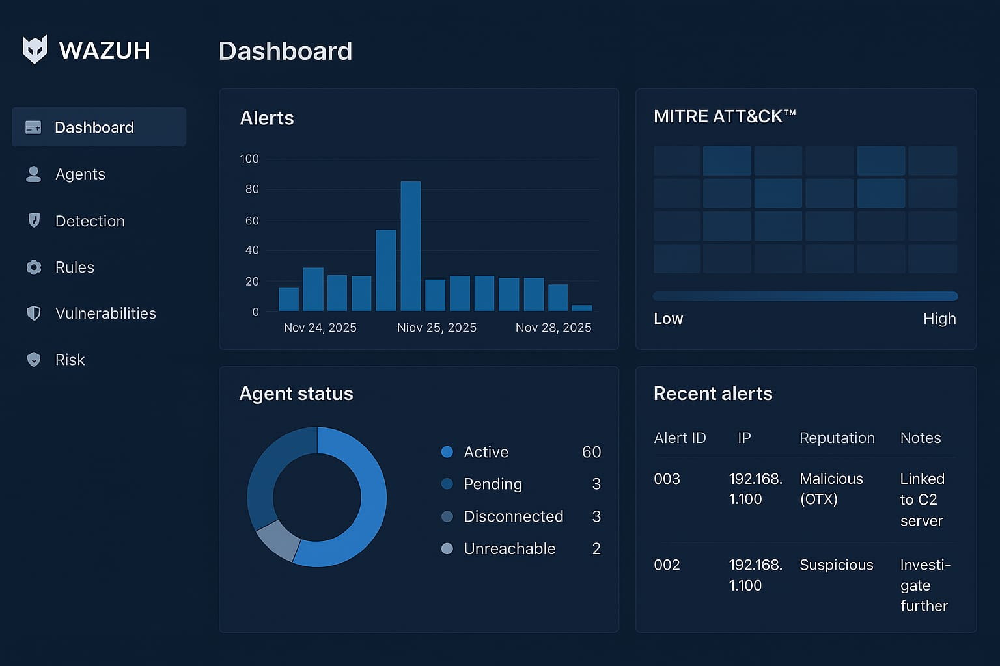 WAZUH
Dashboard
Agents
Detection
Rules
Vulnerabilities
Risk
Dashboard
Alerts
100
80
60
40
20
0
Nov 24, 2025
Niov 25, 2025
Nov 28, 2025
MITRE ATT&CK™
Low
High
Agent status
Active 60
Pending 3
Disconnected 3
Unreachable 2
Recent alerts
Alert ID IP Reputation Notes
003 192.168. Malicious Linked
1.100 (OTX) to C2
server
002 192.168. Suspicious Investi-
1.100 gate
further